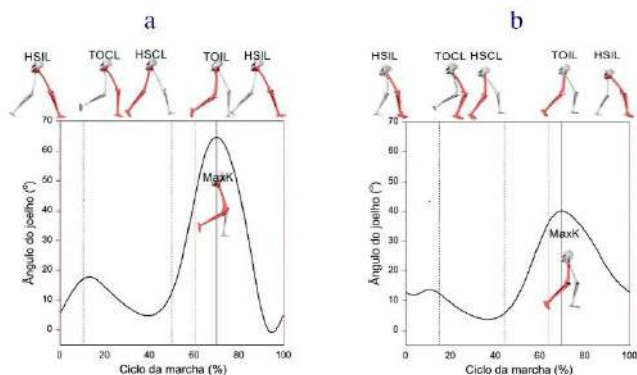 a
HSIL TOCL HSCL TOIL HSIL
70
60
50
40
30
20
10
0
Ângulo do joelho (º)
MaxK
0 20 40 60 80 100
Ciclo da marcha (%)
b
HSIL TOCL HSCL TOIL HSIL
70
60
50
40
30
20
10
0
Ângulo do joelho (º)
MaxK
0 20 40 60 80 100
Ciclo da marcha (%)